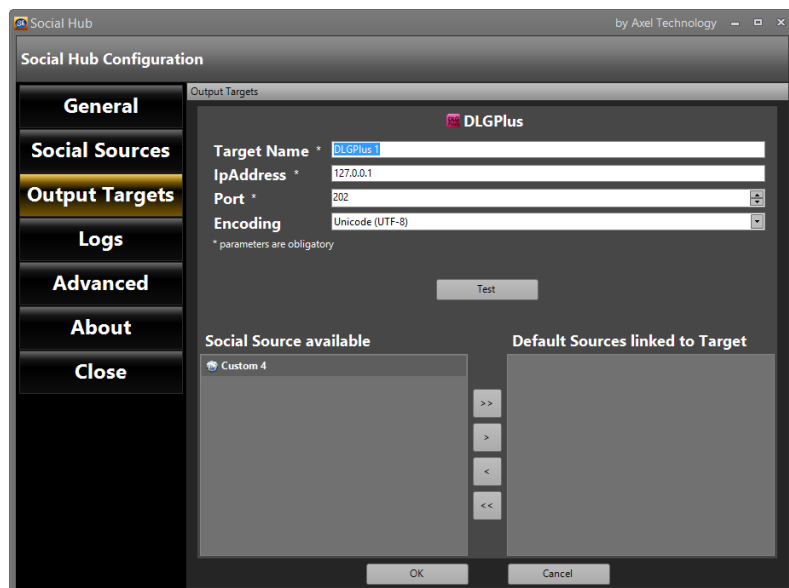 Social Hub
by Axel Technology
Social Hub Configuration
General
Social Sources
Output Targets
Logs
Advanced
About
Close
Output Targets
DLGPlus
Target Name *
DLGPlus 1
IpAddress *
127.0.0.1
Port *
202
Encoding
Unicode (UTF-8)
* parameters are obligatory
Test
Social Source available
Default Sources linked to Target
Custom 4
>>
>
<
<<
OK
Cancel